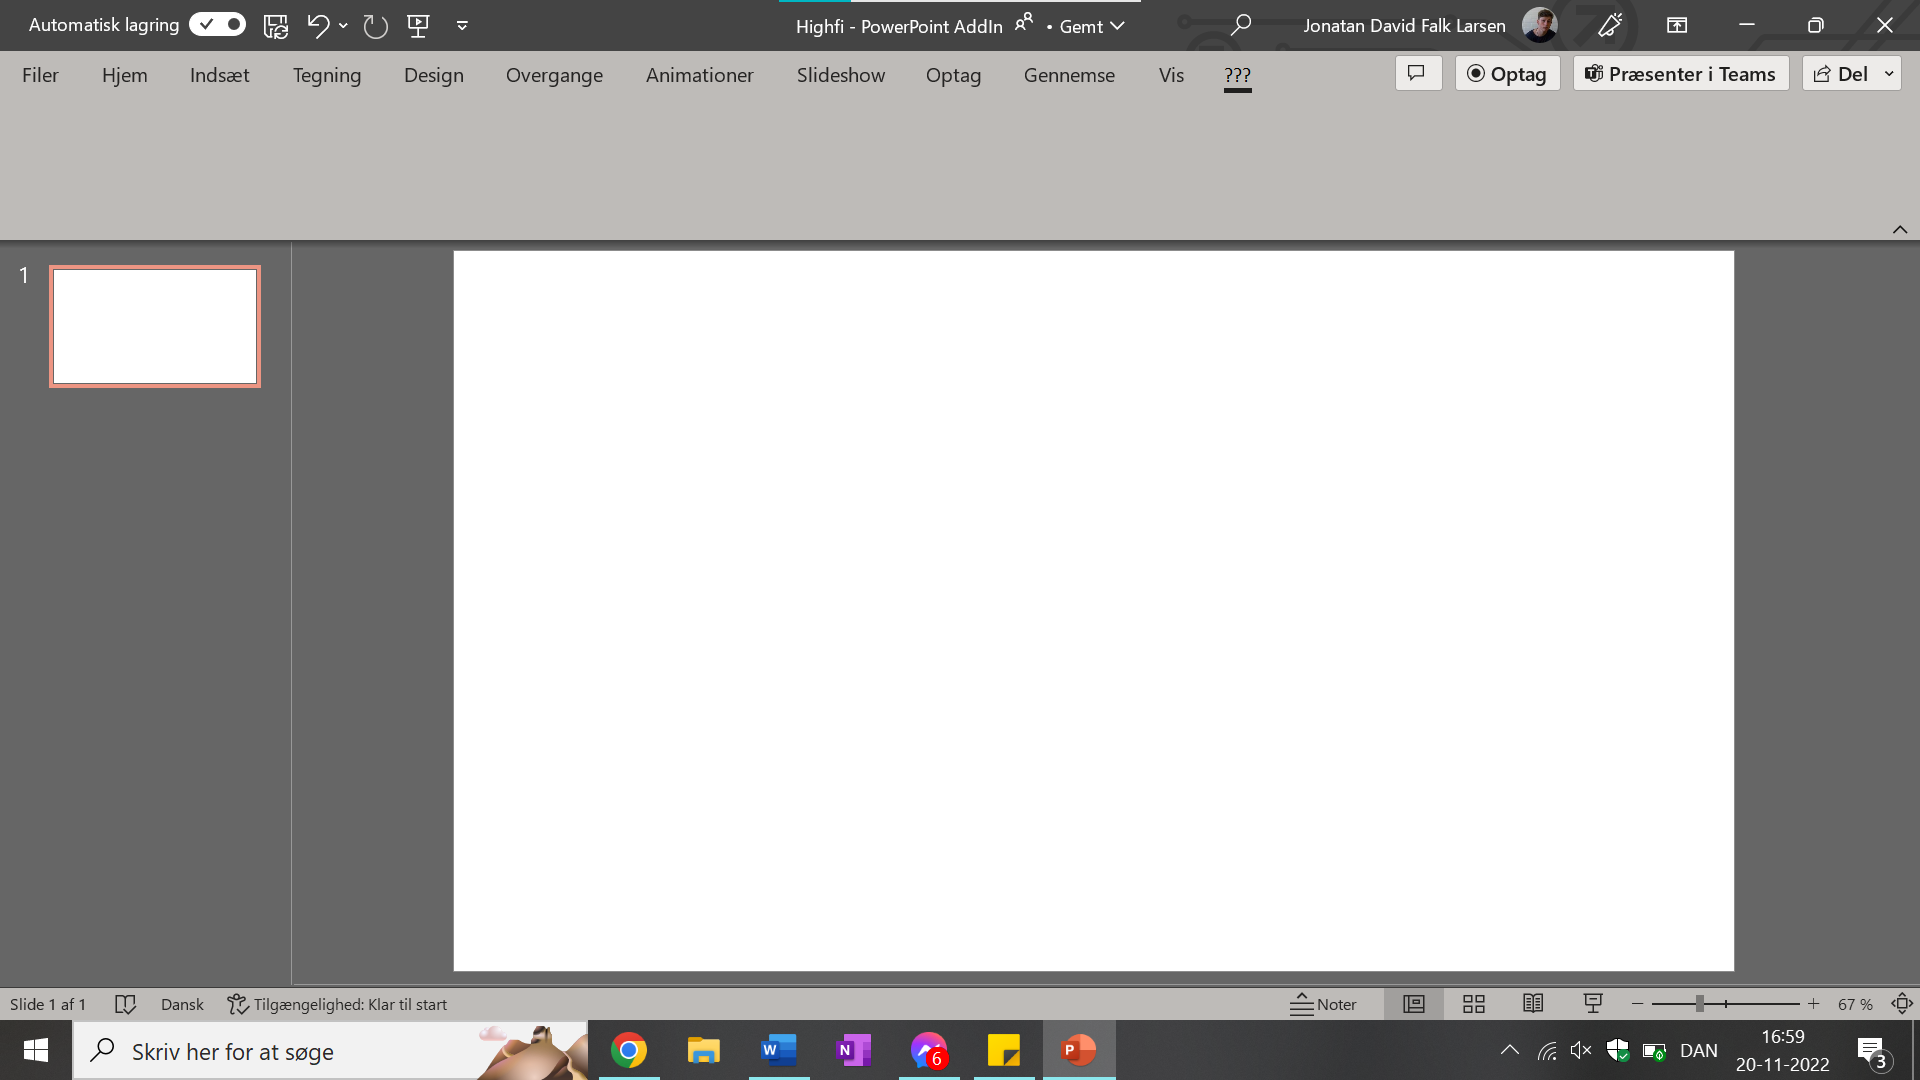 Automatisk lagring
Highfi - PowerPoint AddIn • Gemt
Jonatan David Falk Larsen
Filer Hjem Indsæt Tegning Design Overgange Animationer Slideshow Optag Gennemse Vis ???
Optag Præsenter i Teams Del
1
Slide 1 af 1 Dansk Tilgængelighed: Klar til start Noter 67 %
Skriv her for at søge
W N 6 P
DAN
16:59
20-11-2022
3